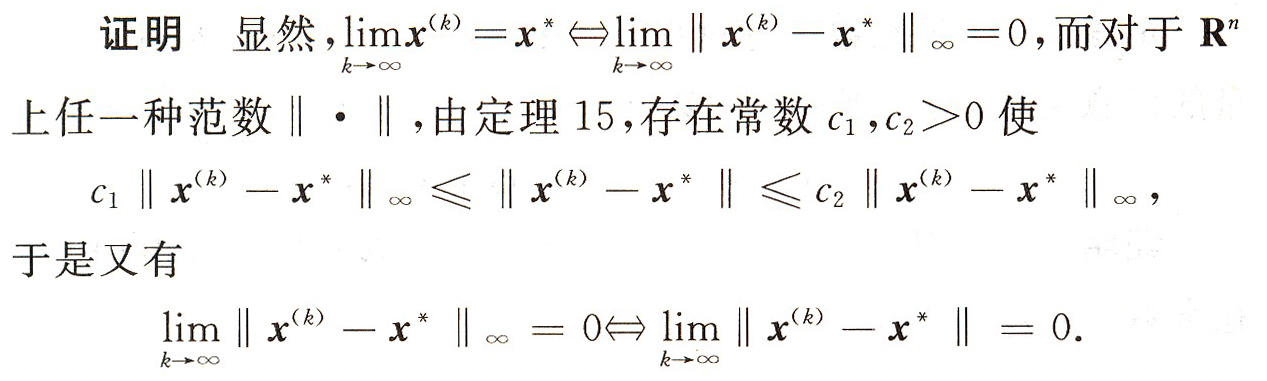 证明 显然,lim_{k→∞} x^{(k)} = x^* ⇔ lim_{k→∞} ‖ x^{(k)} − x^* ‖_∞ = 0,而对于 R^n
上任一种范数‖ · ‖,由定理 15,存在常数 c_1,c_2>0 使
c_1 ‖ x^{(k)} − x^* ‖_∞ ⩽ ‖ x^{(k)} − x^* ‖ ⩽ c_2 ‖ x^{(k)} − x^* ‖_∞,
于是又有
lim_{k→∞} ‖ x^{(k)} − x^* ‖_∞ = 0 ⇔ lim_{k→∞} ‖ x^{(k)} − x^* ‖ = 0.